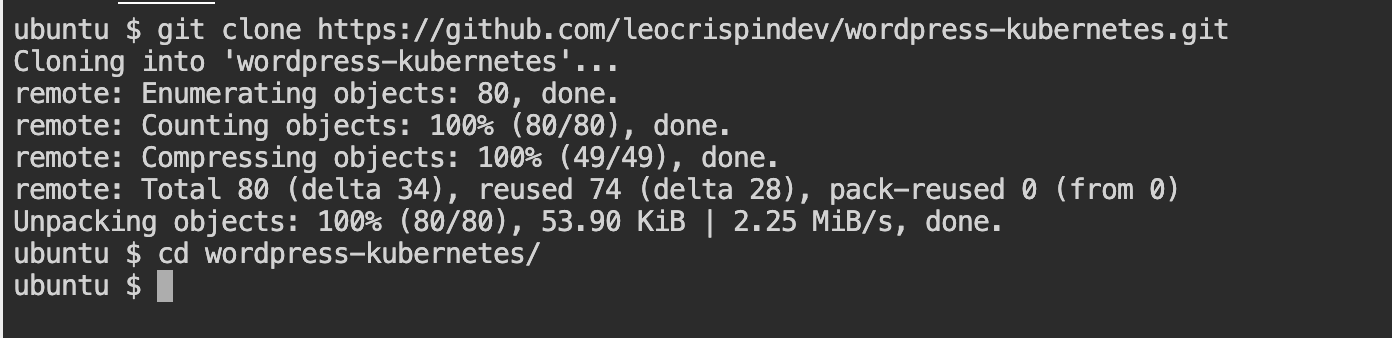 ubuntu $ git clone https://github.com/leocrispindev/wordpress-kubernetes.git
Cloning into 'wordpress-kubernetes'...
remote: Enumerating objects: 80, done.
remote: Counting objects: 100% (80/80), done.
remote: Compressing objects: 100% (49/49), done.
remote: Total 80 (delta 34), reused 74 (delta 28), pack-reused 0 (from 0)
Unpacking objects: 100% (80/80), 53.90 KiB | 2.25 MiB/s, done.
ubuntu $ cd wordpress-kubernetes/
ubuntu $